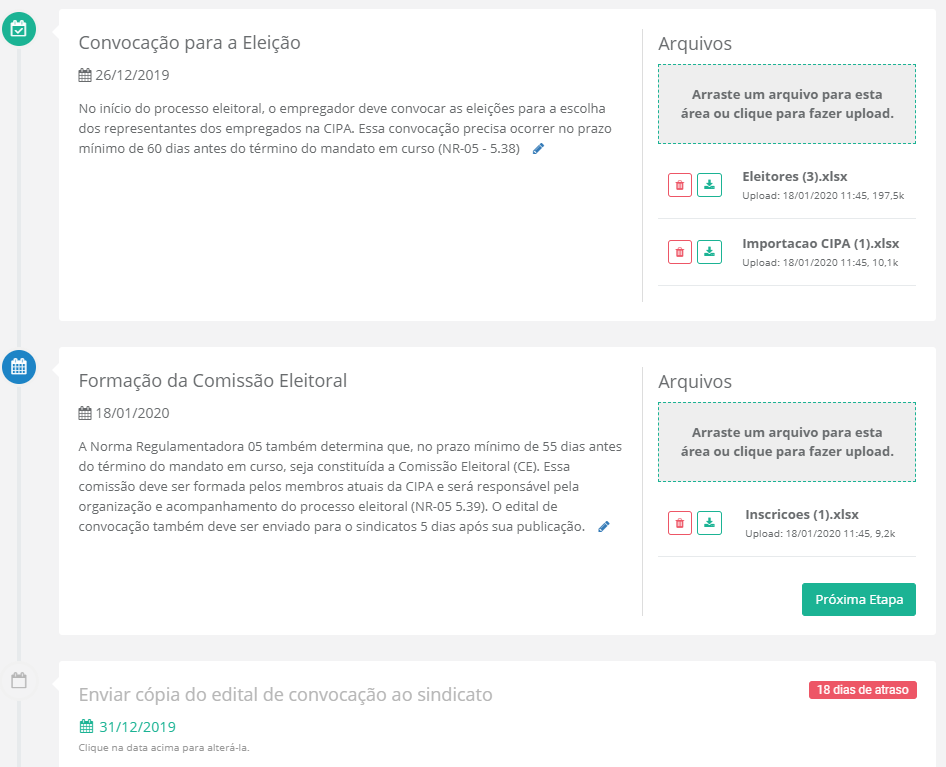 Convocação para a Eleição
26/12/2019
No início do processo eleitoral, o empregador deve convocar as eleições para a escolha
dos representantes dos empregados na CIPA. Essa convocação precisa ocorrer no prazo
mínimo de 60 dias antes do término do mandato em curso (NR-05 - 5.38)
Arquivos
Arraste um arquivo para esta
área ou clique para fazer upload.
Eleitores (3).xlsx
Upload: 18/01/2020 11:45, 197,5k
Importacao CIPA (1).xlsx
Upload: 18/01/2020 11:45, 10,1k
Formação da Comissão Eleitoral
18/01/2020
A Norma Regulamentadora 05 também determina que, no prazo mínimo de 55 dias antes
do término do mandato em curso, seja constituída a Comissão Eleitoral (CE). Essa
comissão deve ser formada pelos membros atuais da CIPA e será responsável pela
organização e acompanhamento do processo eleitoral (NR-05 5.39). O edital de
convocação também deve ser enviado para o sindicatos 5 dias após sua publicação.
Arquivos
Arraste um arquivo para esta
área ou clique para fazer upload.
Inscricoes (1).xlsx
Upload: 18/01/2020 11:45, 9,2k
Próxima Etapa
Enviar cópia do edital de convocação ao sindicato
18 dias de atraso
31/12/2019
Clique na data acima para alterá-la.